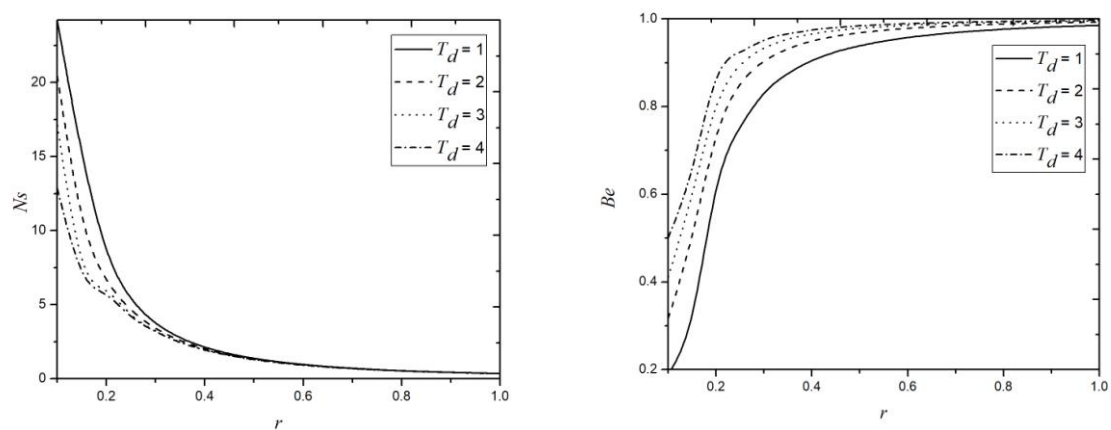 T_d = 1
T_d = 2
T_d = 3
T_d = 4
20
15
10
5
0
0.2
0.4
0.6
0.8
1.0
Ns
r
T_d = 1
T_d = 2
T_d = 3
T_d = 4
1.0
0.8
0.6
0.4
0.2
0.2
0.4
0.6
0.8
1.0
Be
r